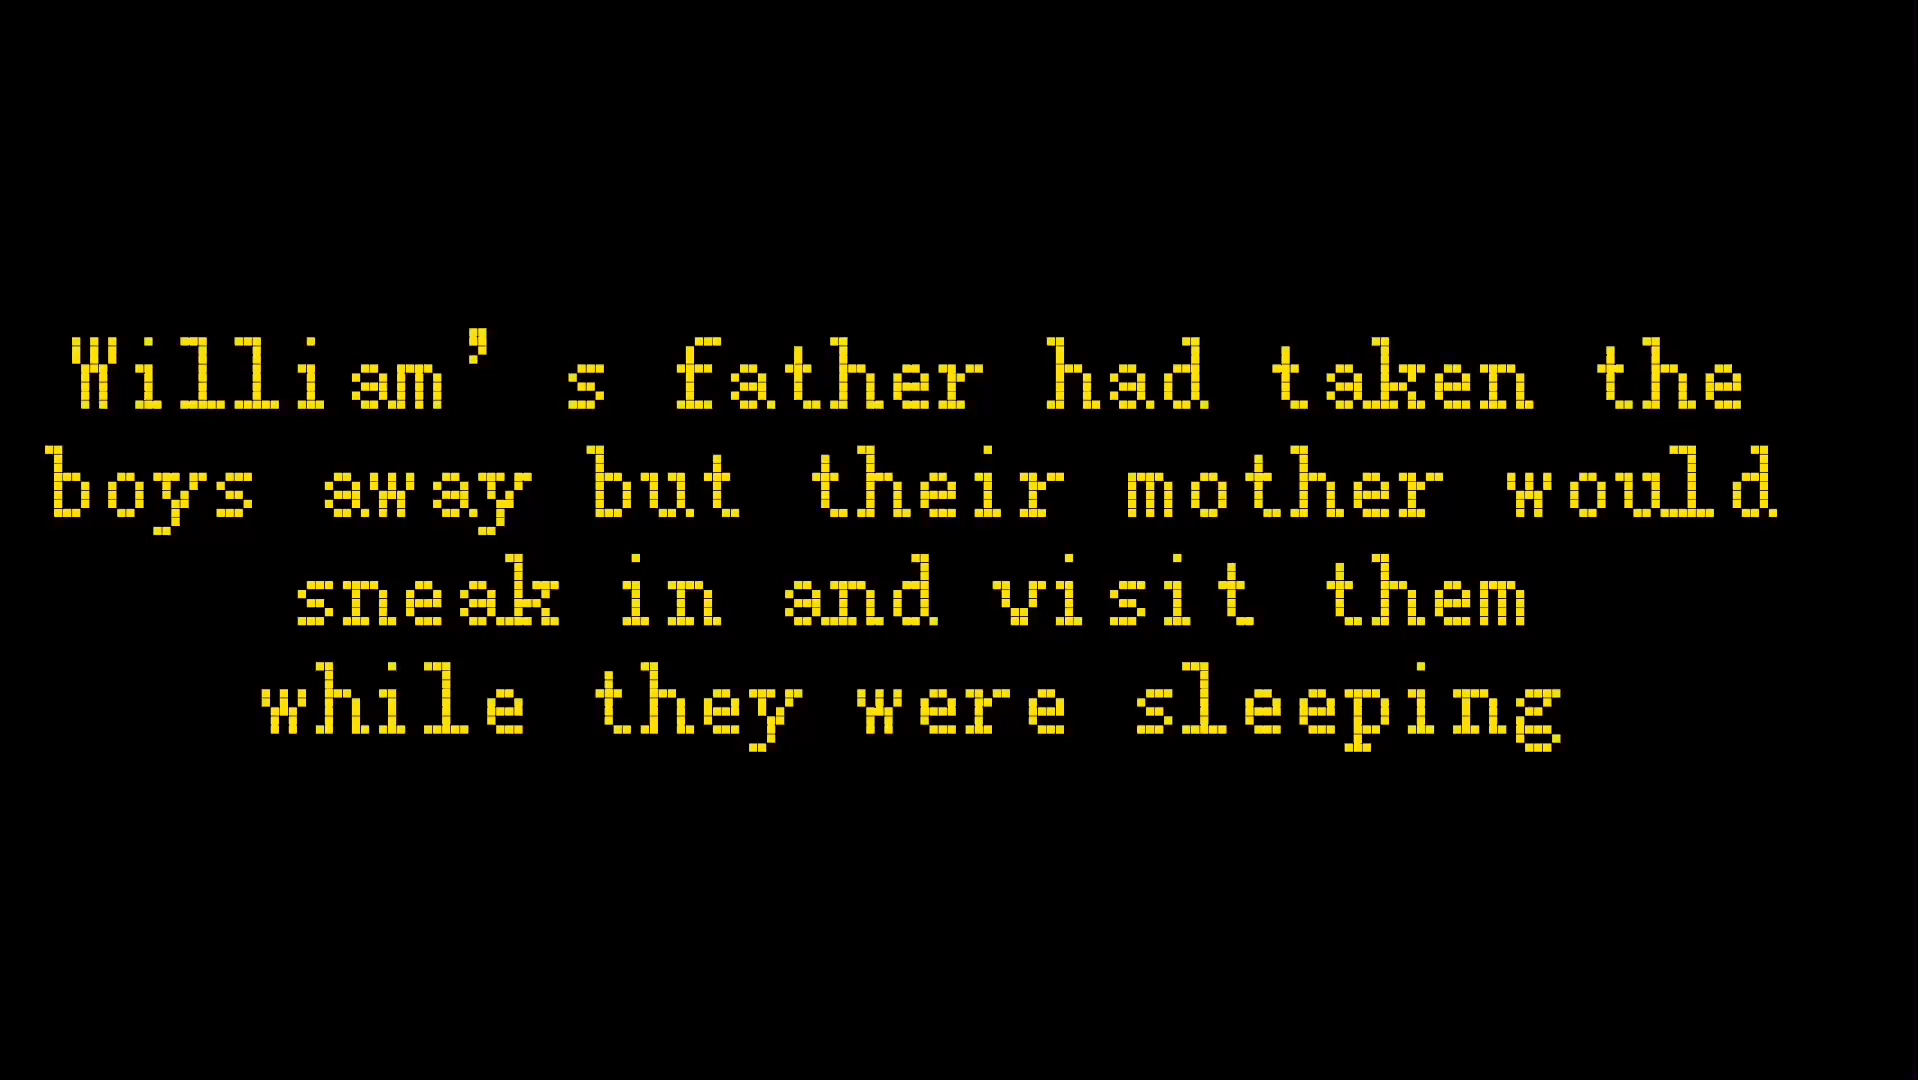 William’ s father had taken the
boys away but their mother would
sneak in and visit them
while they were sleeping